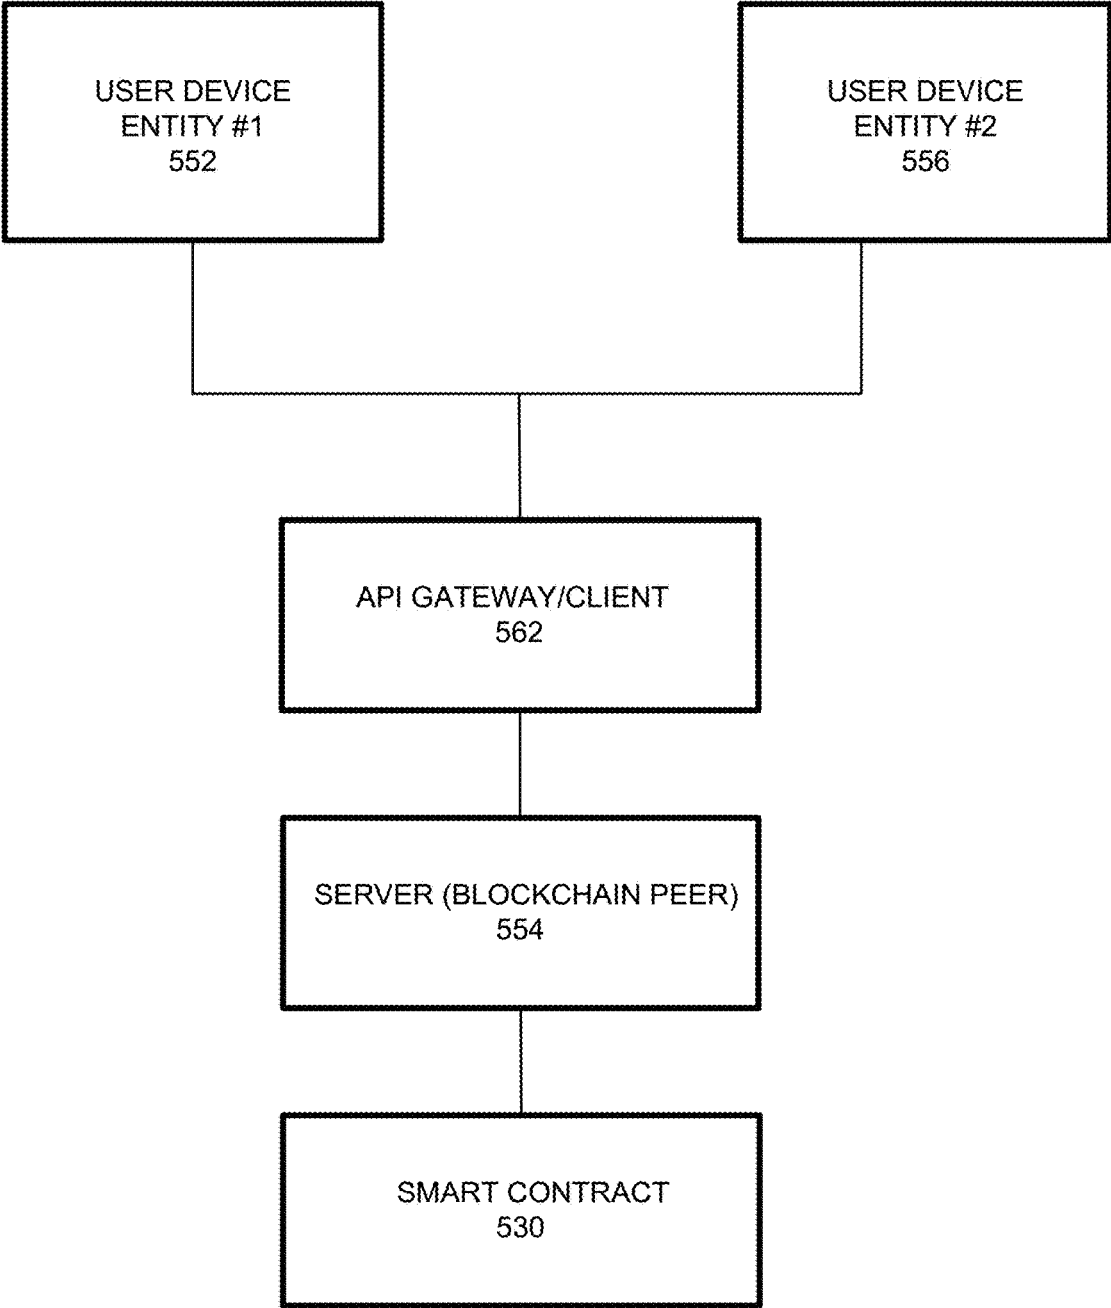 USER DEVICE
ENTITY #1
552
USER DEVICE
ENTITY #2
556
API GATEWAY/CLIENT
562
SERVER (BLOCKCHAIN PEER)
554
SMART CONTRACT
530